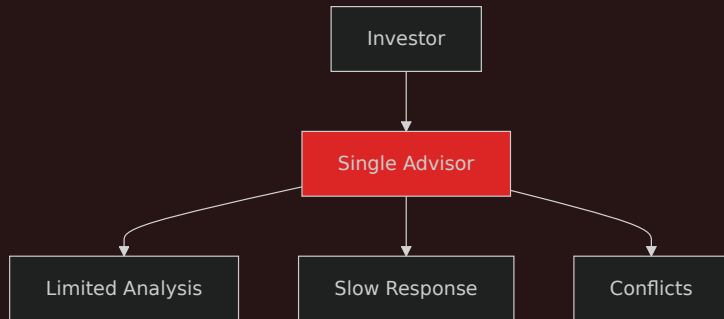 Investor
Single Advisor
Limited Analysis
Slow Response
Conflicts